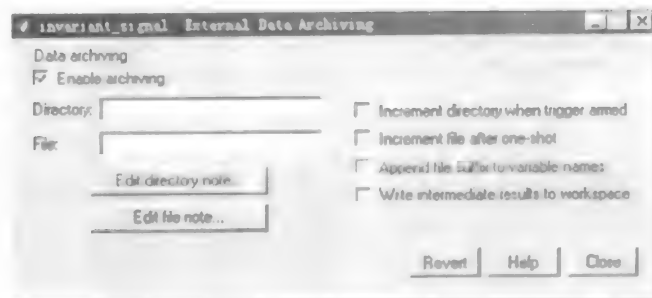 invariant_signal External Data Archiving
Data archiving
Enable archiving
Directory:
File:
Increment directory when trigger armed
Increment file after one-shot
Append file suffix to variable names
Write intermediate results to workspace
Edit directory note...
Edit file note...
Revert
Help
Close